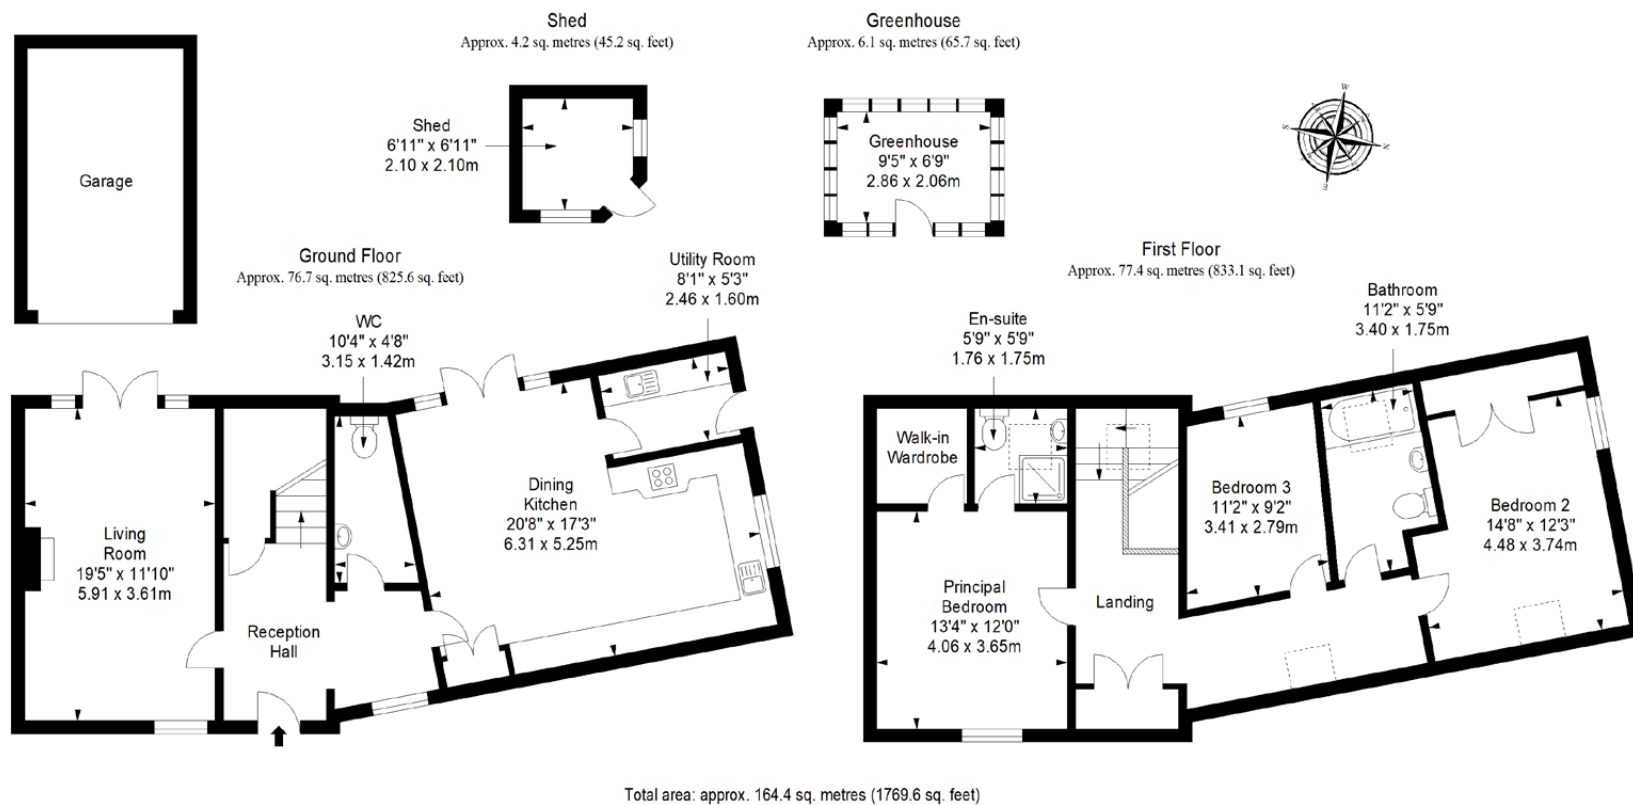 Shed
Approx. 4.2 sq. metres (45.2 sq. feet)
Greenhouse
Approx. 6.1 sq. metres (65.7 sq. feet)
Garage
Shed
6'11" x 6'11"
2.10 x 2.10m
Greenhouse
9'5" x 6'9"
2.86 x 2.06m
W
S
N
E
Ground Floor
Approx. 76.7 sq. metres (825.6 sq. feet)
Utility Room
8'1" x 5'3"
2.46 x 1.60m
WC
10'4" x 4'8"
3.15 x 1.42m
Living
Room
19'5" x 11'10"
5.91 x 3.61m
Reception
Hall
Dining
Kitchen
20'8" x 17'3"
6.31 x 5.25m
First Floor
Approx. 77.4 sq. metres (833.1 sq. feet)
En-suite
5'9" x 5'9"
1.76 x 1.75m
Bathroom
11'2" x 5'9"
3.40 x 1.75m
Walk-in
Wardrobe
Principal
Bedroom
13'4" x 12'0"
4.06 x 3.65m
Landing
Bedroom 3
11'2" x 9'2"
3.41 x 2.79m
Bedroom 2
14'8" x 12'3"
4.48 x 3.74m
Total area: approx. 164.4 sq. metres (1769.6 sq. feet)